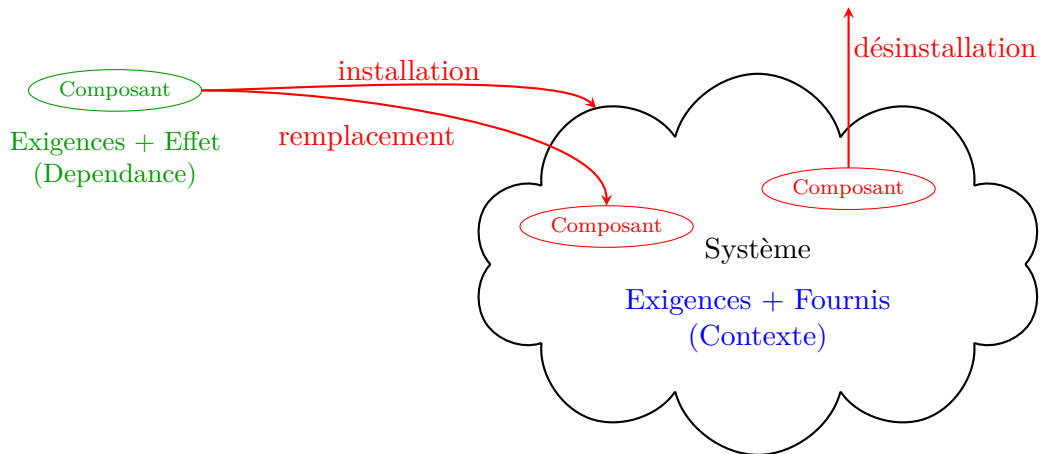 désinstallation
installation
Composant
Exigences + Effet
(Dependance)
remplacement
Composant
Composant
Système
Exigences + Fournis
(Contexte)